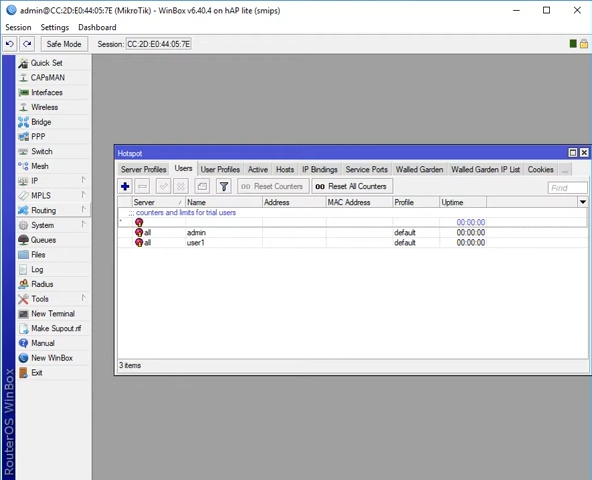 admin@CC:2D:E0:44:05:7E (MikroTik) - WinBox v6.40.4 on hAP lite (smips)
Session Settings Dashboard
Safe Mode Session: CC:2D:E0:44:05:7E
Quick Set
CAPsMAN
Interfaces
Wireless
Bridge
PPP
Switch
Mesh
IP
MPLS
Routing
System
Queues
Files
Log
Radius
Tools
New Terminal
Make Supout.rif
Manual
New WinBox
Exit
RouterOS WinBox
Hotspot
Server Profiles Users User Profiles Active Hosts IP Bindings Service Ports Walled Garden Walled Garden IP List Cookies ...
00 Reset Counters 00 Reset All Counters Find
Server Name Address MAC Address Profile Uptime
;;; counters and limits for trial users
* 00:00:00
all admin default 00:00:00
all user1 default 00:00:00
3 items